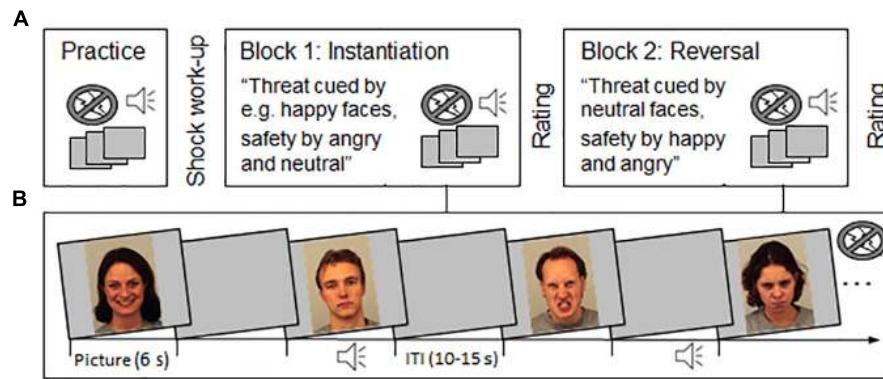 A
Practice
Shock work-up
Block 1: Instantiation
“Threat cued by
e.g. happy faces,
safety by angry
and neutral”
Rating
Block 2: Reversal
“Threat cued by
neutral faces,
safety by happy
and angry”
Rating
B
Picture (6 s)
ITI (10-15 s)
...